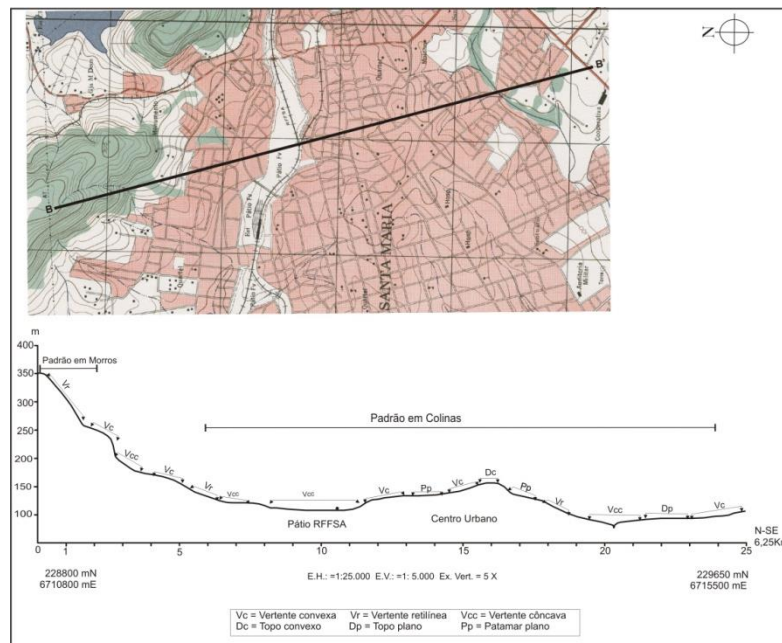 N
B
B'
SANTA MARIA
Pátio Fe
m
400
350
300
250
200
150
100
Padrão em Morros
Padrão em Colinas
Vr
Vc
Vcc
Vc
Vr
Vcc
Vcc
Vc
Pp
Vc
Dc
Pp
Vr
Vcc
Dp
Vc
Pátio RFFSA
Centro Urbano
0
1
5
10
15
20
25
N-SE
6,25Km
228800 mN
6710800 mE
E.H.: =1:25.000 E.V.: =1: 5.000 Ex. Vert. = 5 X
229650 mN
6715500 mE
Vc = Vertente convexa Vr = Vertente retilínea Vcc = Vertente côncava
Dc = Topo convexo Dp = Topo plano Pp = Patamar plano